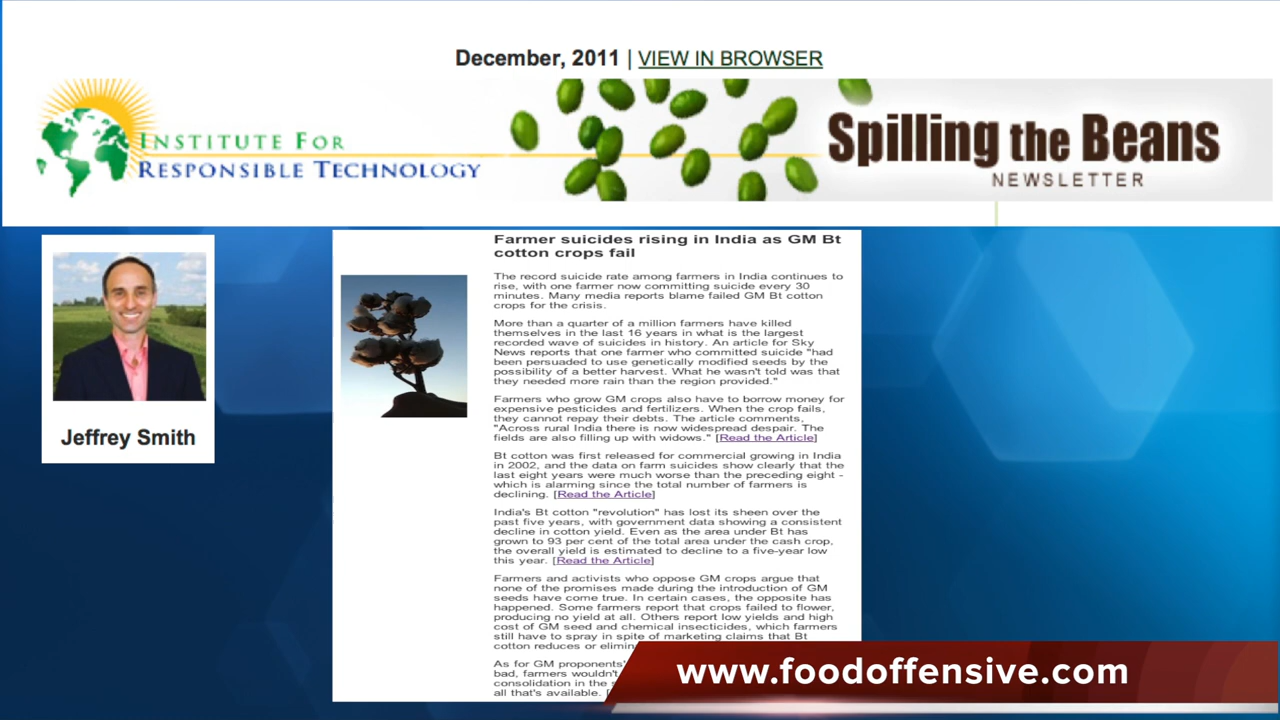 December, 2011 | VIEW IN BROWSER
INSTITUTE FOR
RESPONSIBLE TECHNOLOGY
Spilling the Beans
NEWSLETTER
Jeffrey Smith
Farmer suicides rising in India as GM Bt
cotton crops fail
The record suicide rate among farmers in India continues to
rise, with one farmer now committing suicide every 30
minutes. Many media reports blame failed GM Bt cotton
crops for the crisis.
More than a quarter of a million farmers have killed
themselves in the last 16 years in what is the largest
recorded wave of suicides in history. An article for Sky
News reports that one farmer who committed suicide "had
been persuaded to use genetically modified seeds by the
possibility of a better harvest. What he wasn't told was that
they needed more rain than the region provided."
Farmers who grow GM crops also have to borrow money for
expensive pesticides and fertilizers. When the crop fails,
they cannot repay their debts. The article comments,
"Across rural India there is now widespread despair. The
fields are also filling up with widows." [Read the Article]
Bt cotton was first released for commercial growing in India
in 2002, and the data on farm suicides show clearly that the
last eight years were much worse than the preceding eight -
which is alarming since the total number of farmers is
declining. [Read the Article]
India's Bt cotton "revolution" has lost its sheen over the
past five years, with government data showing a consistent
decline in cotton yield. Even as the area under Bt has
grown to 93 per cent of the total area under the cash crop,
the overall yield is estimated to decline to a five-year low
this year. [Read the Article]
Farmers and activists who oppose GM crops argue that
none of the promises made during the introduction of GM
seeds have come true. In certain cases, the opposite has
happened. Some farmers report that crops failed to flower,
producing no yield at all. Others report low yields and high
cost of GM seed and chemical insecticides, which farmers
still have to spray in spite of marketing claims that Bt
cotton reduces or
As for GM proponents'
bad, farmers wouldn't
consolidation in the
all that's available. [
www.foodoffensive.com